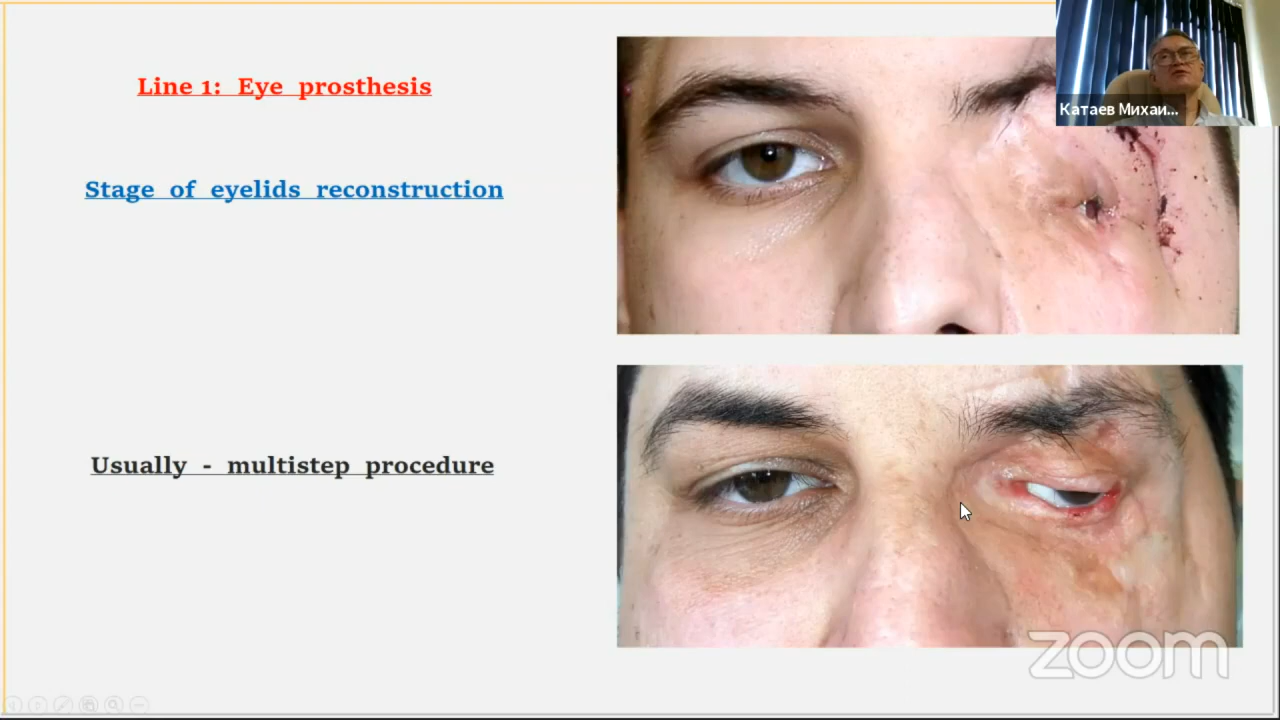 Line 1: Eye prosthesis
Катаев Михаи...
Stage of eyelids reconstruction
Usually - multistep procedure
zoom